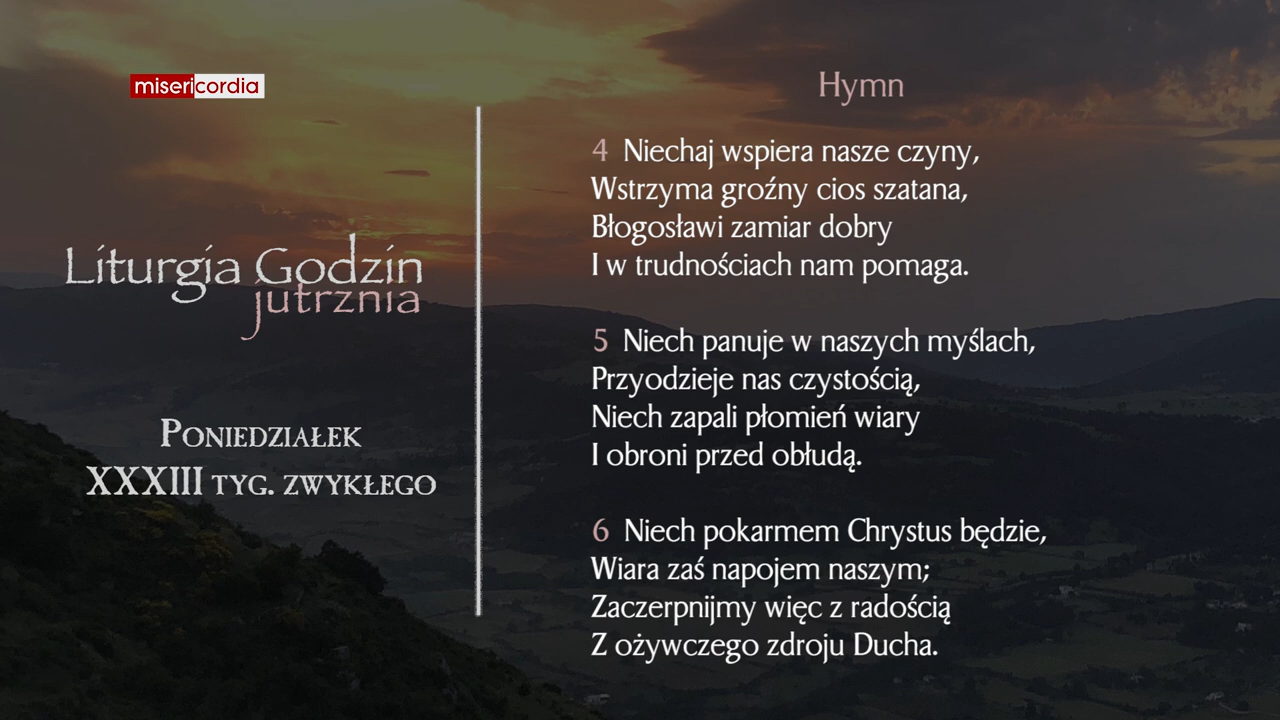 misericordia
Liturgia Godzin
jutrznia
Poniedziałek
XXXIII tyg. zwykłego
Hymn
4 Niechaj wspiera nasze czyny,
Wstrzyma groźny cios szatana,
Błogosławi zamiar dobry
I w trudnościach nam pomaga.
5 Niech panuje w naszych myślach,
Przyodzieje nas czystością,
Niech zapali płomień wiary
I obroni przed obłudą.
6 Niech pokarmem Chrystus będzie,
Wiara zaś napojem naszym;
Zaczerpnijmy więc z radością
Z ożywczego zdroju Ducha.